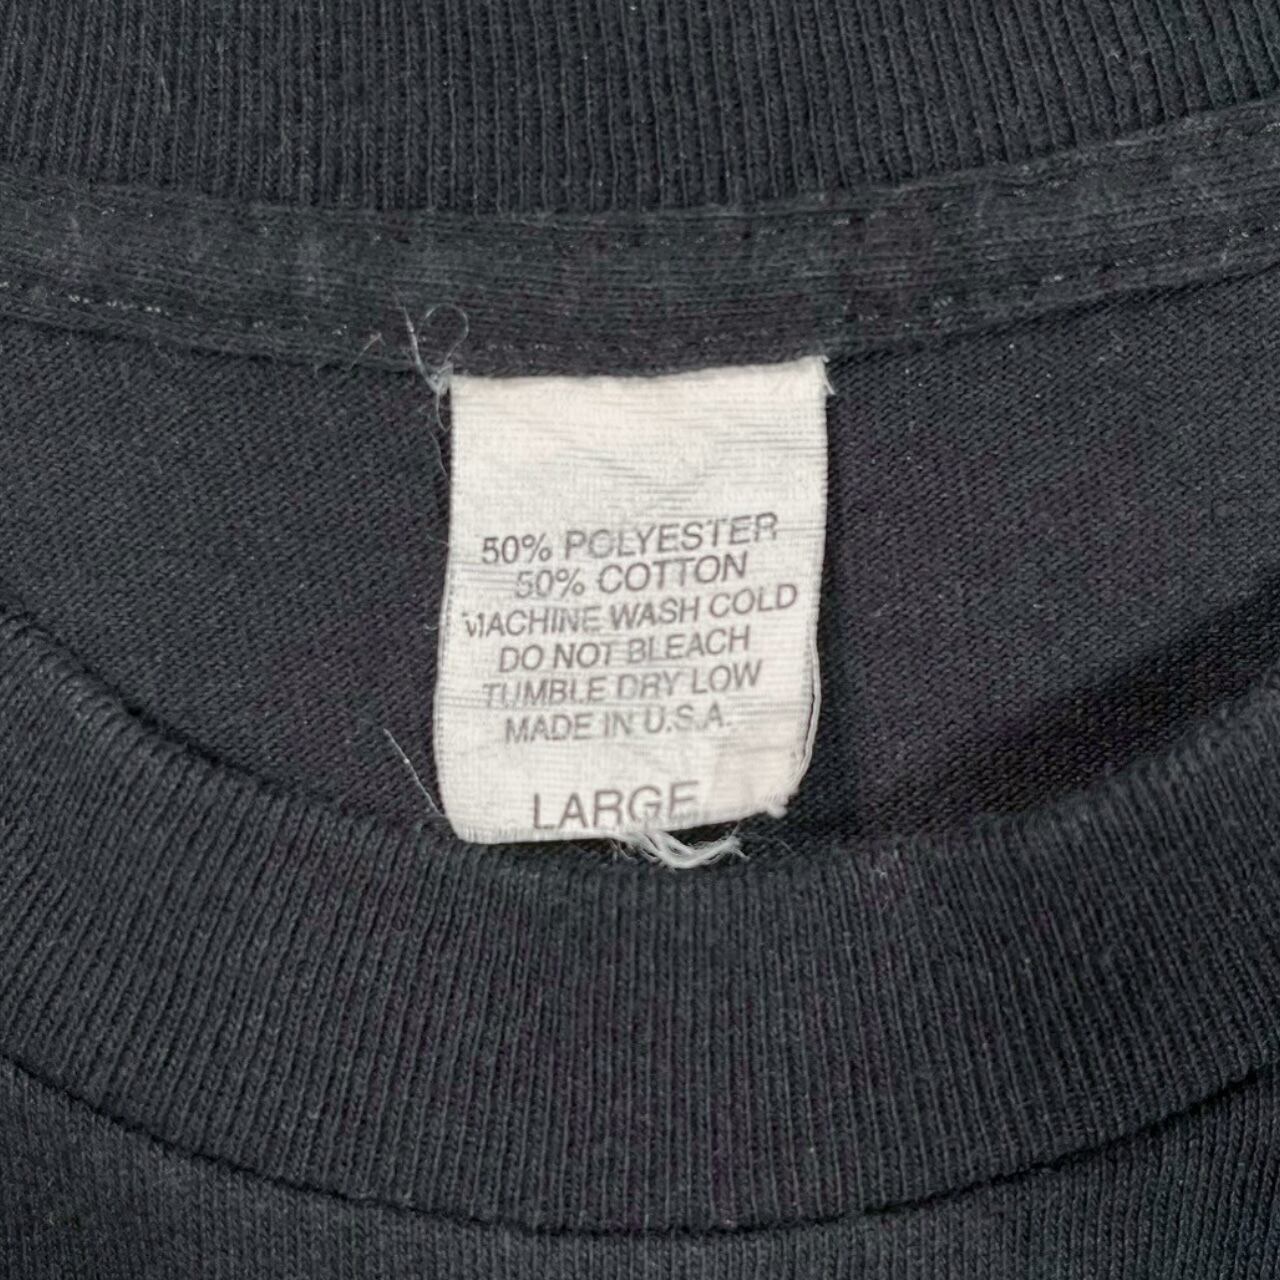 50% POLYESTER
50% COTTON
MACHINE WASH COLD
DO NOT BLEACH
TUMBLE DRY LOW
MADE IN U.S.A.
LARGE